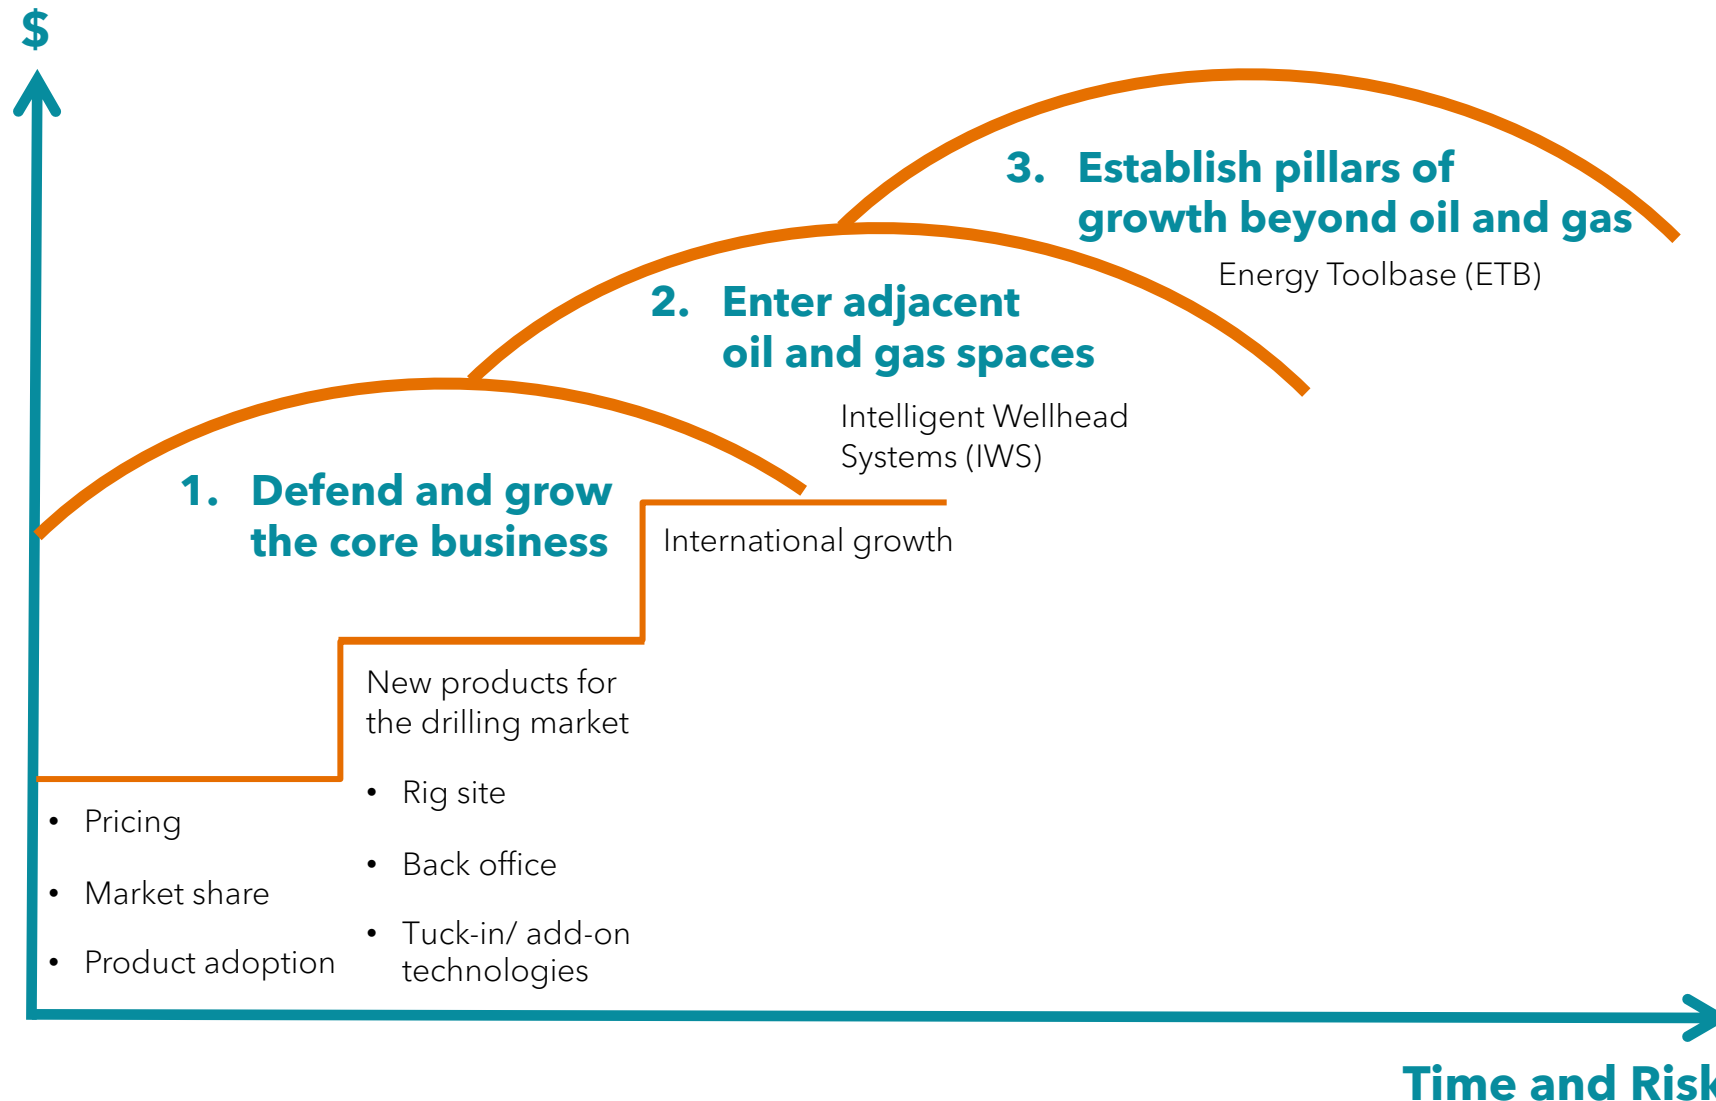 $
3. Establish pillars of
growth beyond oil and gas
Energy Toolbase (ETB)
2. Enter adjacent
oil and gas spaces
Intelligent Wellhead
Systems (IWS)
1. Defend and grow
the core business
International growth
New products for
the drilling market
• Rig site
• Back office
• Tuck-in/ add-on
technologies
• Pricing
• Market share
• Product adoption
Time and Risk